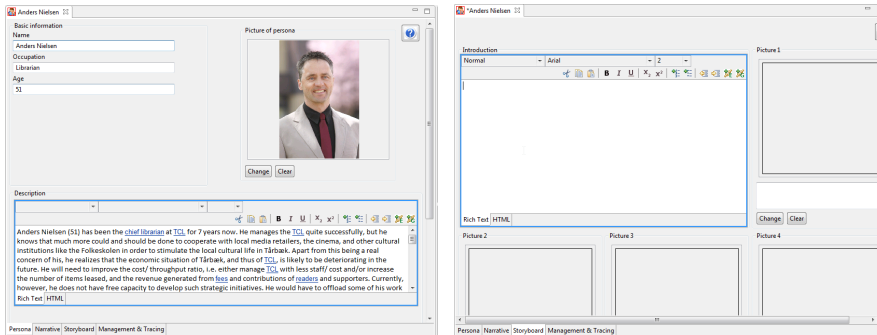 Anders Nielsen
Basic information
Name
Anders Nielsen
Occupation
Librarian
Age
51
Picture of persona
Change Clear
Description
B I U X₂ x²
Anders Nielsen (51) has been the chief librarian at TCL for 7 years now. He manages the TCL quite successfully, but he
knows that much more could and should be done to cooperate with local media retailers, the cinema, and other cultural
institutions like the Folkeskolen in order to stimulate the local cultural life in Tårbæk. Apart from this being a real
concern of his, he realizes that the economic situation of Tårbæk, and thus of TCL, is likely to be deteriorating in the
future. He will need to improve the cost/ throughput ratio, i.e. either manage TCL with less staff/ cost and/or increase
the number of items leased, and the revenue generated from fees and contributions of readers and supporters. Currently,
however, he does not have free capacity to develop such strategic initiatives. He would have to offload some of his work
Rich Text HTML
Persona Narrative Storyboard Management & Tracing
*Anders Nielsen
Introduction
Normal Arial 2
B I U X₂ x²
Rich Text HTML
Picture 1
Change Clear
Picture 2 Picture 3 Picture 4
Persona Narrative Storyboard Management & Tracing